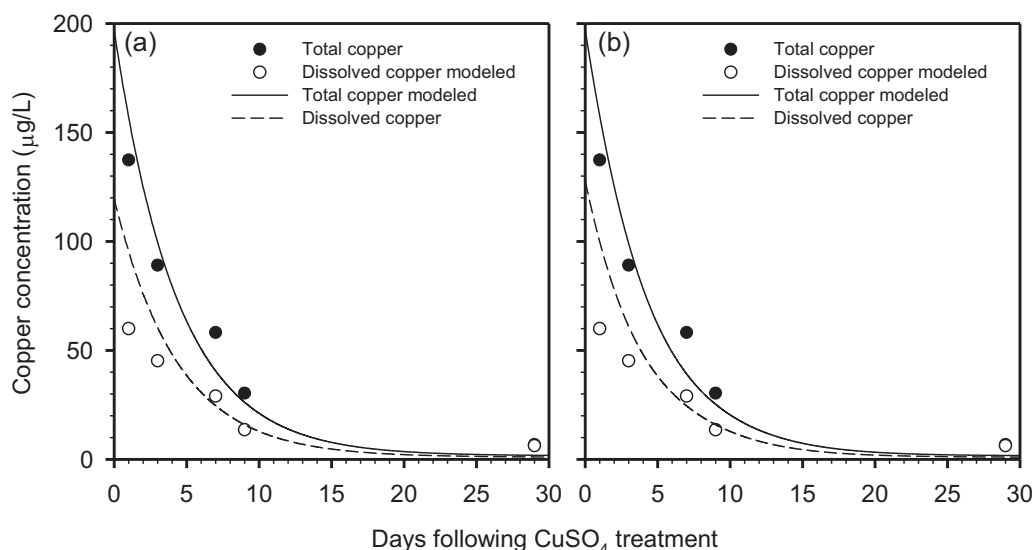 Copper concentration (µg/L)
200
150
100
50
0
(a)
Total copper
Dissolved copper modeled
Total copper modeled
Dissolved copper
0 5 10 15 20 25 30
(b)
Total copper
Dissolved copper modeled
Total copper modeled
Dissolved copper
0 5 10 15 20 25 30
Days following CuSO₄ treatment